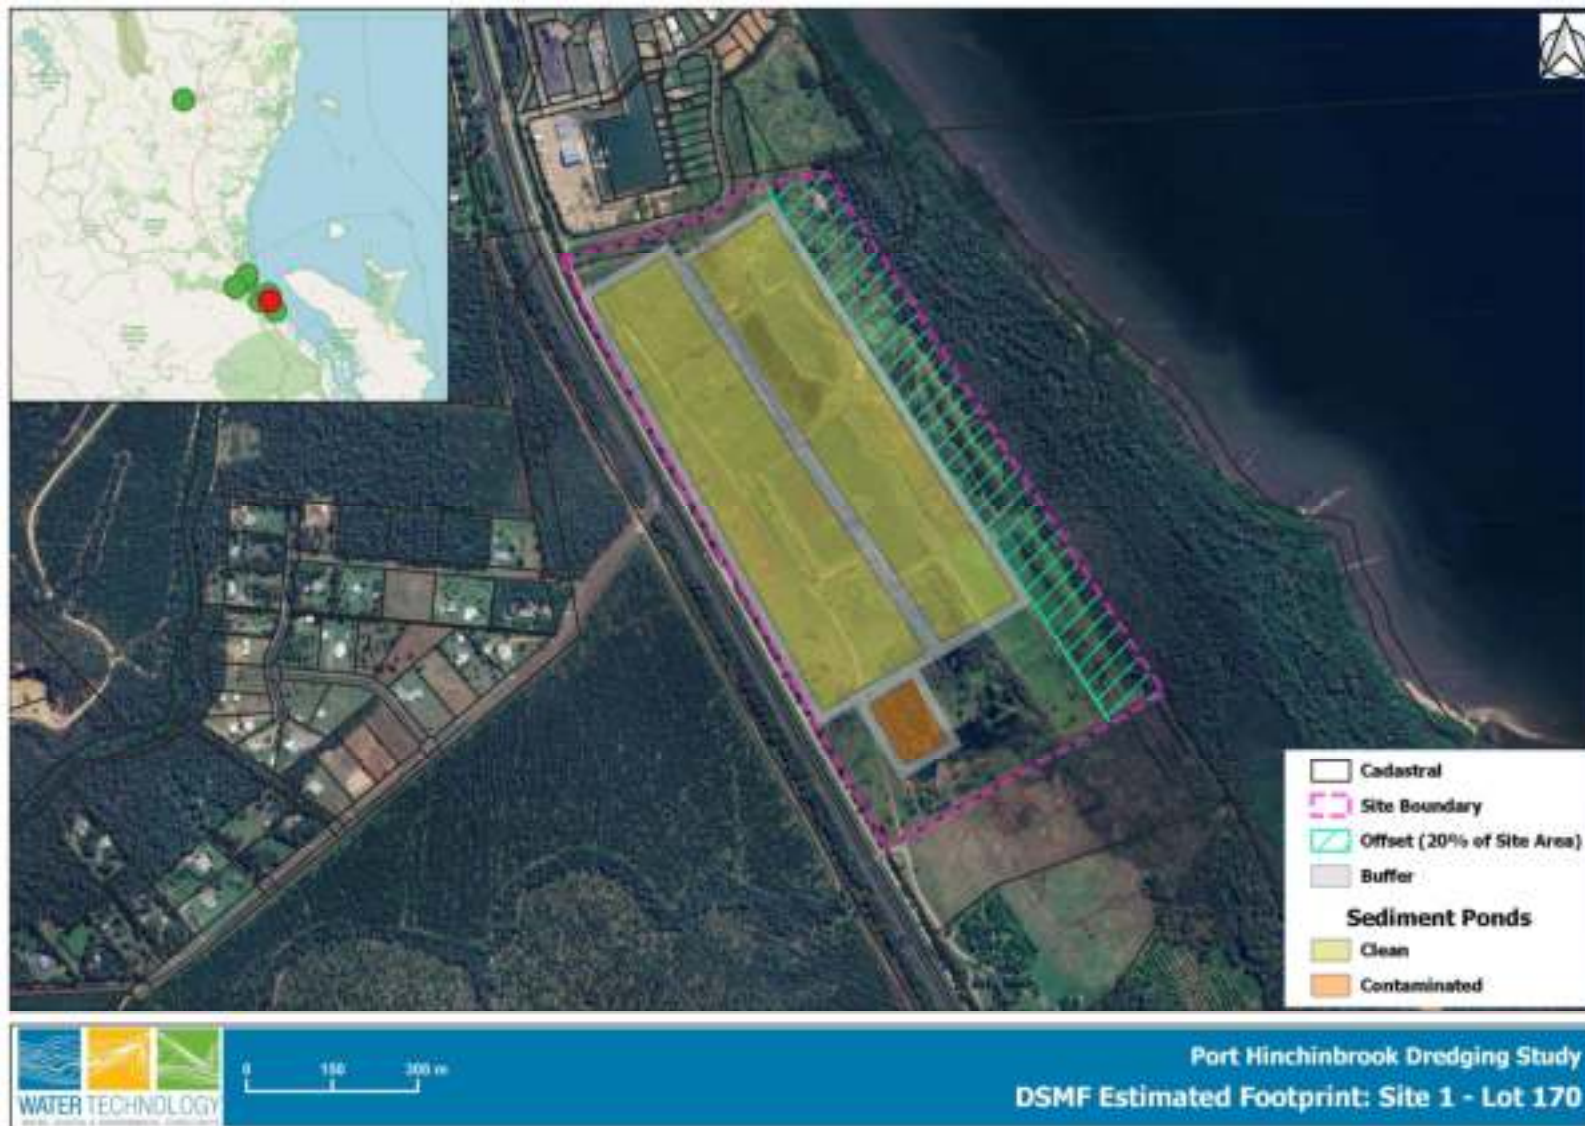 Cadastral
Site Boundary
Offset (20% of Site Area)
Buffer
Sediment Ponds
Clean
Contaminated
WATER TECHNOLOGY
0 150 300 m
Port Hinchinbrook Dredging Study
DSMF Estimated Footprint: Site 1 - Lot 170